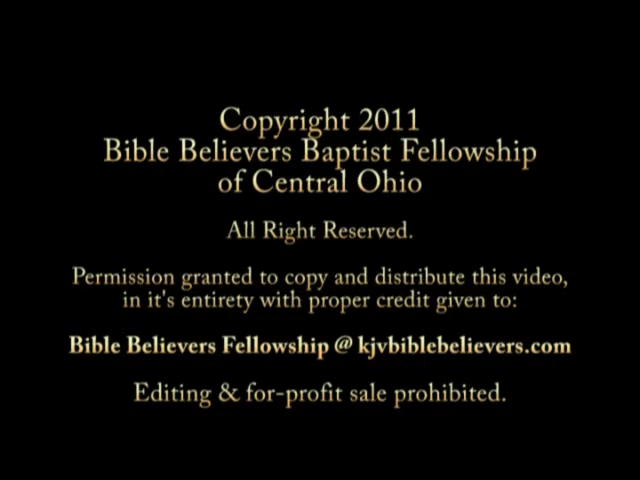 Copyright 2011
Bible Believers Baptist Fellowship
of Central Ohio
All Right Reserved.
Permission granted to copy and distribute this video,
in it's entirety with proper credit given to:
Bible Believers Fellowship @ kjvbiblebelievers.com
Editing & for-profit sale prohibited.